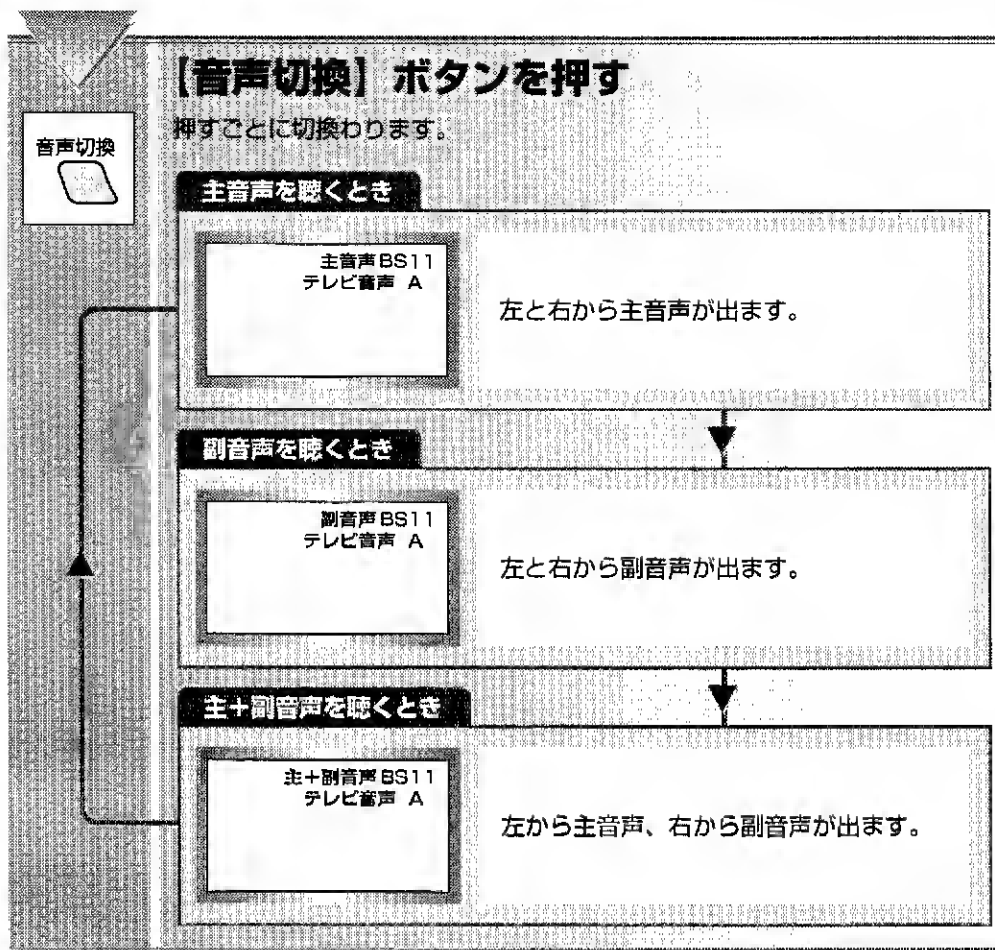 【音声切換】ボタンを押す
押すごとに切換わります。
音声切換
主音声を聴くとき
主音声BS11
テレビ音声 A
左と右から主音声が出ます。
副音声を聴くとき
副音声BS11
テレビ音声 A
左と右から副音声が出ます。
主+副音声を聴くとき
主+副音声BS11
テレビ音声 A
左から主音声、右から副音声が出ます。